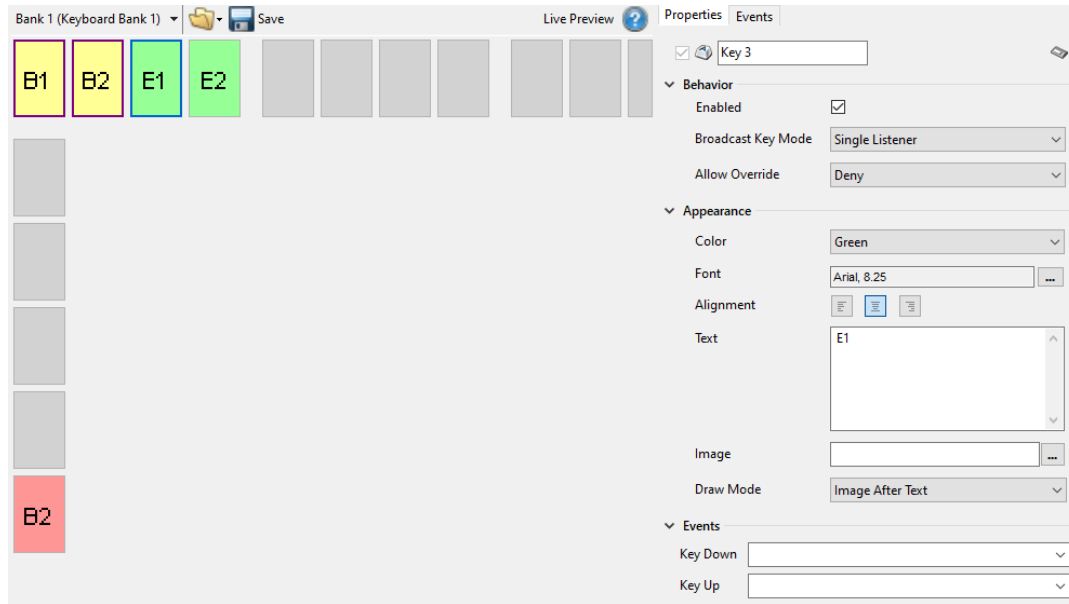 Bank 1 (Keyboard Bank 1) Save Live Preview ?
B1 B2 E1 E2
B2
Properties Events
Key 3
Behavior
Enabled
Broadcast Key Mode Single Listener
Allow Override Deny
Appearance
Color Green
Font Arial, 8.25 ...
Alignment
Text E1
Image ...
Draw Mode Image After Text
Events
Key Down
Key Up